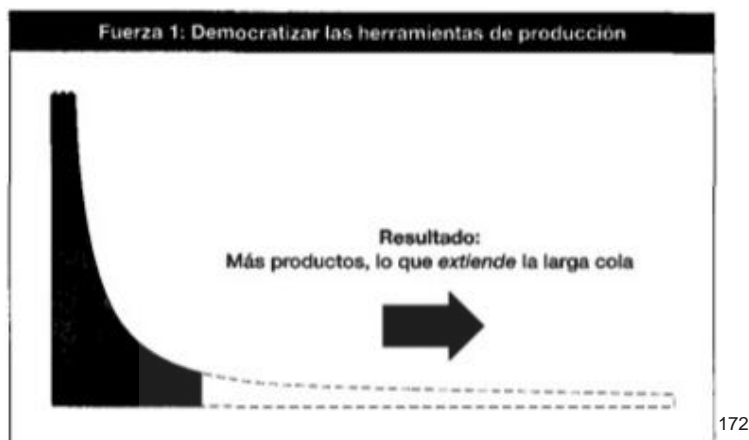 Fuerza 1: Democratizar las herramientas de producción
Resultado:
Más productos, lo que extiende la larga cola
172